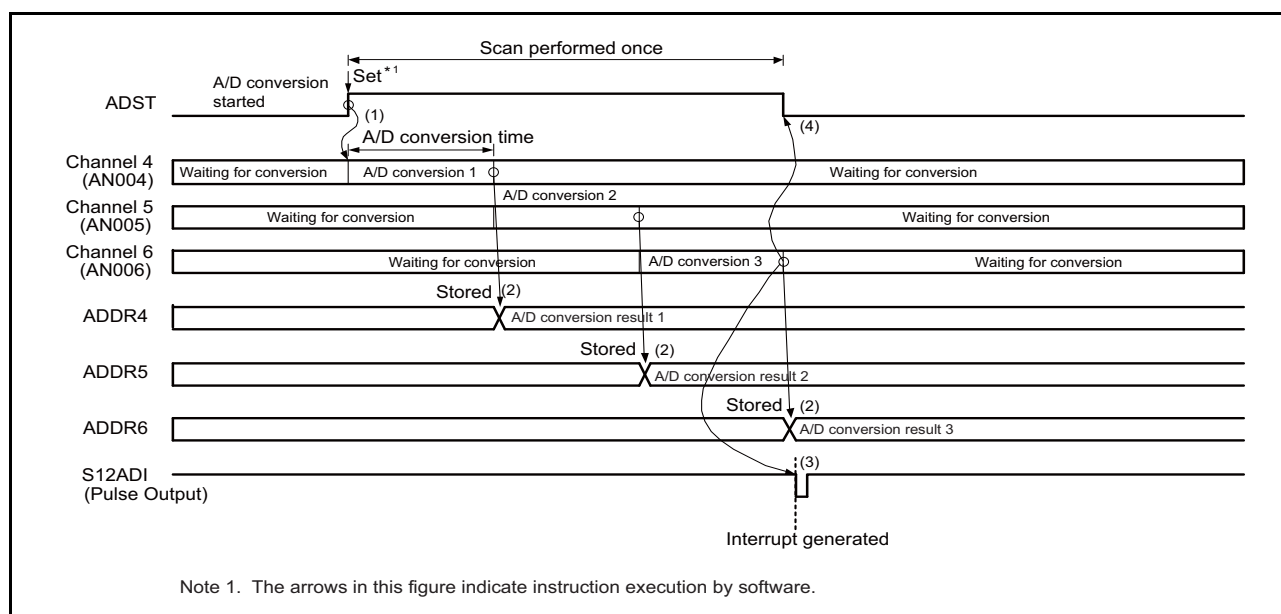 Scan performed once
Set*1
A/D conversion
started
ADST
(1)
(4)
A/D conversion time
Channel 4
(AN004)
Waiting for conversion
A/D conversion 1
Waiting for conversion
A/D conversion 2
Channel 5
(AN005)
Waiting for conversion
Waiting for conversion
Channel 6
(AN006)
Waiting for conversion
A/D conversion 3
Waiting for conversion
Stored (2)
ADDR4
A/D conversion result 1
Stored (2)
ADDR5
A/D conversion result 2
Stored (2)
ADDR6
A/D conversion result 3
S12ADI
(Pulse Output)
(3)
Interrupt generated
Note 1. The arrows in this figure indicate instruction execution by software.